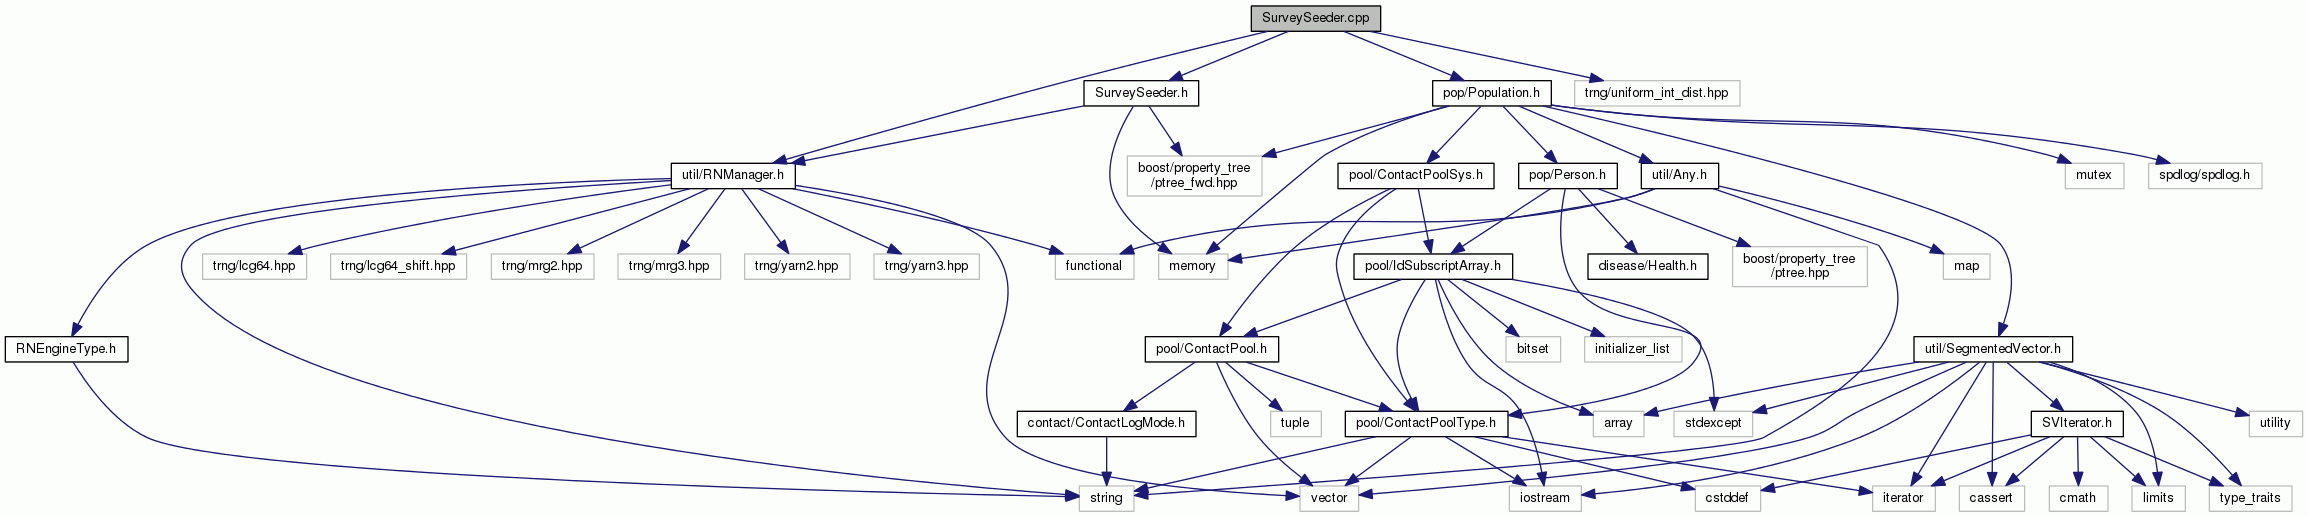 SurveySeeder.cpp
SurveySeeder.h
pop/Population.h
trng/uniform_int_dist.hpp
util/RNManager.h
boost/property_tree
/ptree_fwd.hpp
pool/ContactPoolSys.h
pop/Person.h
util/Any.h
mutex
spdlog/spdlog.h
trng/lcg64.hpp
trng/lcg64_shift.hpp
trng/mrg2.hpp
trng/mrg3.hpp
trng/yarn2.hpp
trng/yarn3.hpp
functional
memory
pool/IdSubscriptArray.h
disease/Health.h
boost/property_tree
/ptree.hpp
map
RNEngineType.h
pool/ContactPool.h
bitset
initializer_list
util/SegmentedVector.h
contact/ContactLogMode.h
tuple
pool/ContactPoolType.h
array
stdexcept
SVIterator.h
utility
string
vector
iostream
cstddef
iterator
cassert
cmath
limits
type_traits